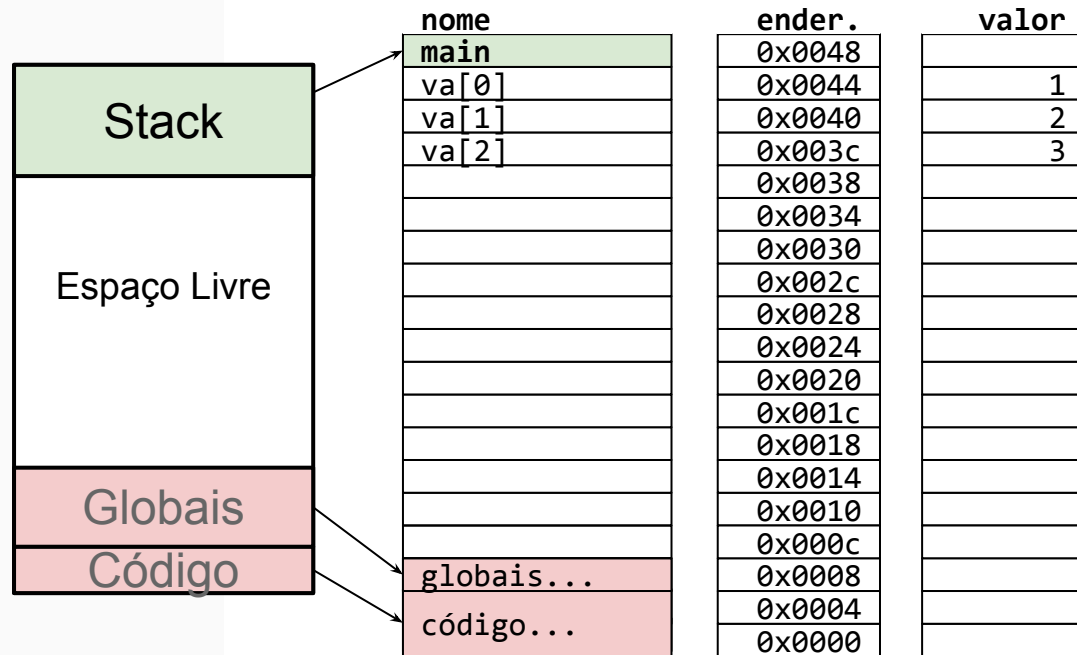 nome ender. valor
main 0x0048
Stack
va[0] 0x0044 1
va[1] 0x0040 2
va[2] 0x003c 3
0x0038
0x0034
0x0030
Espaço Livre
0x002c
0x0028
0x0024
0x0020
0x001c
0x0018
0x0014
Globais
0x0010
0x000c
Código
globais... 0x0008
código... 0x0004
0x0000